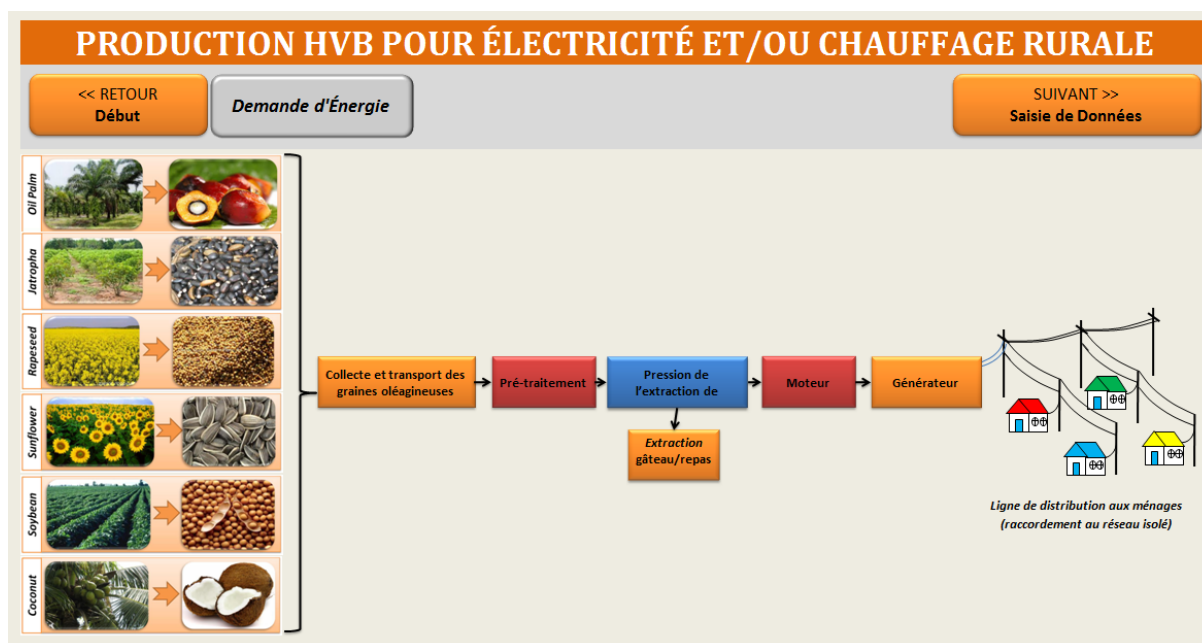 PRODUCTION HVB POUR ÉLECTRICITÉ ET/OU CHAUFFAGE RURALE
<< RETOUR
Début
Demande d'Énergie
SUIVANT >>
Saisie de Données
Oil Palm
Jatropha
Rapeseed
Sunflower
Soybean
Coconut
Collecte et transport des
graines oléagineuses
Pré-traitement
Pression de
l'extraction de
Moteur
Générateur
Extraction
gâteau/repas
Ligne de distribution aux ménages
(raccordement au réseau isolé)